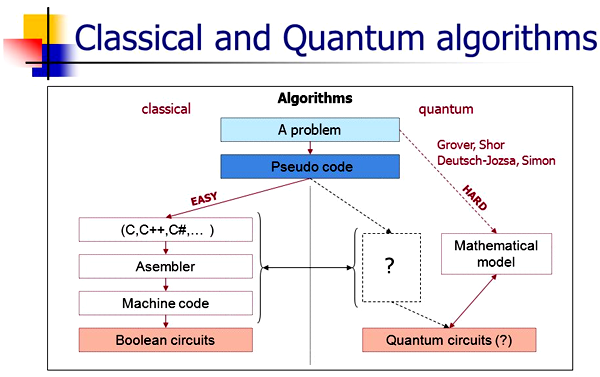 Classical and Quantum algorithms
Algorithms
classical
quantum
A problem
Grover, Shor
Deutsch-Jozsa, Simon
Pseudo code
EASY
HARD
(C,C++,C#,... )
?
Mathematical
model
Asembler
Machine code
Boolean circuits
Quantum circuits (?)